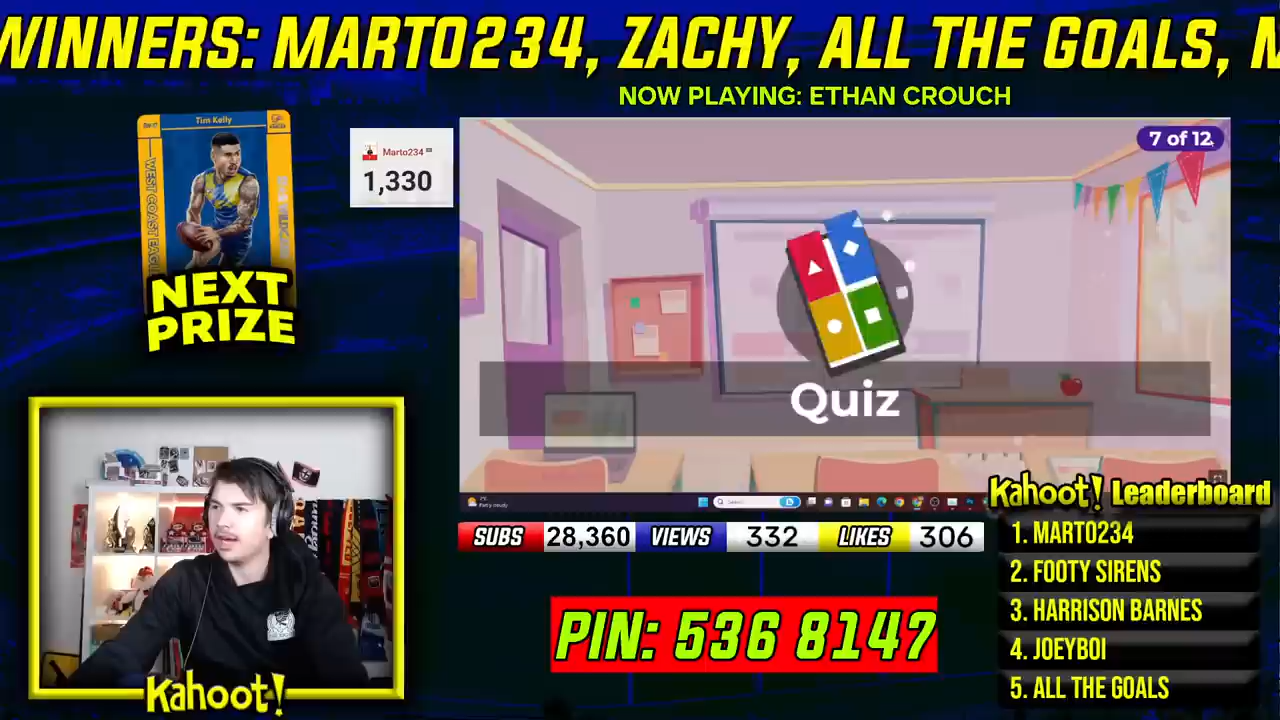 WINNERS: MARTO234, ZACHY, ALL THE GOALS,
NOW PLAYING: ETHAN CROUCH
Tim Kelly
WEST COAST EAGL
NEXT
PRIZE
Marto234
1,330
7 of 12
Quiz
Search
SUBS 28,360 VIEWS 332 LIKES 306
PIN: 536 8147
Kahoot! Leaderboard
1. MARTO234
2. FOOTY SIRENS
3. HARRISON BARNES
4. JOEYBOI
5. ALL THE GOALS
Kahoot!